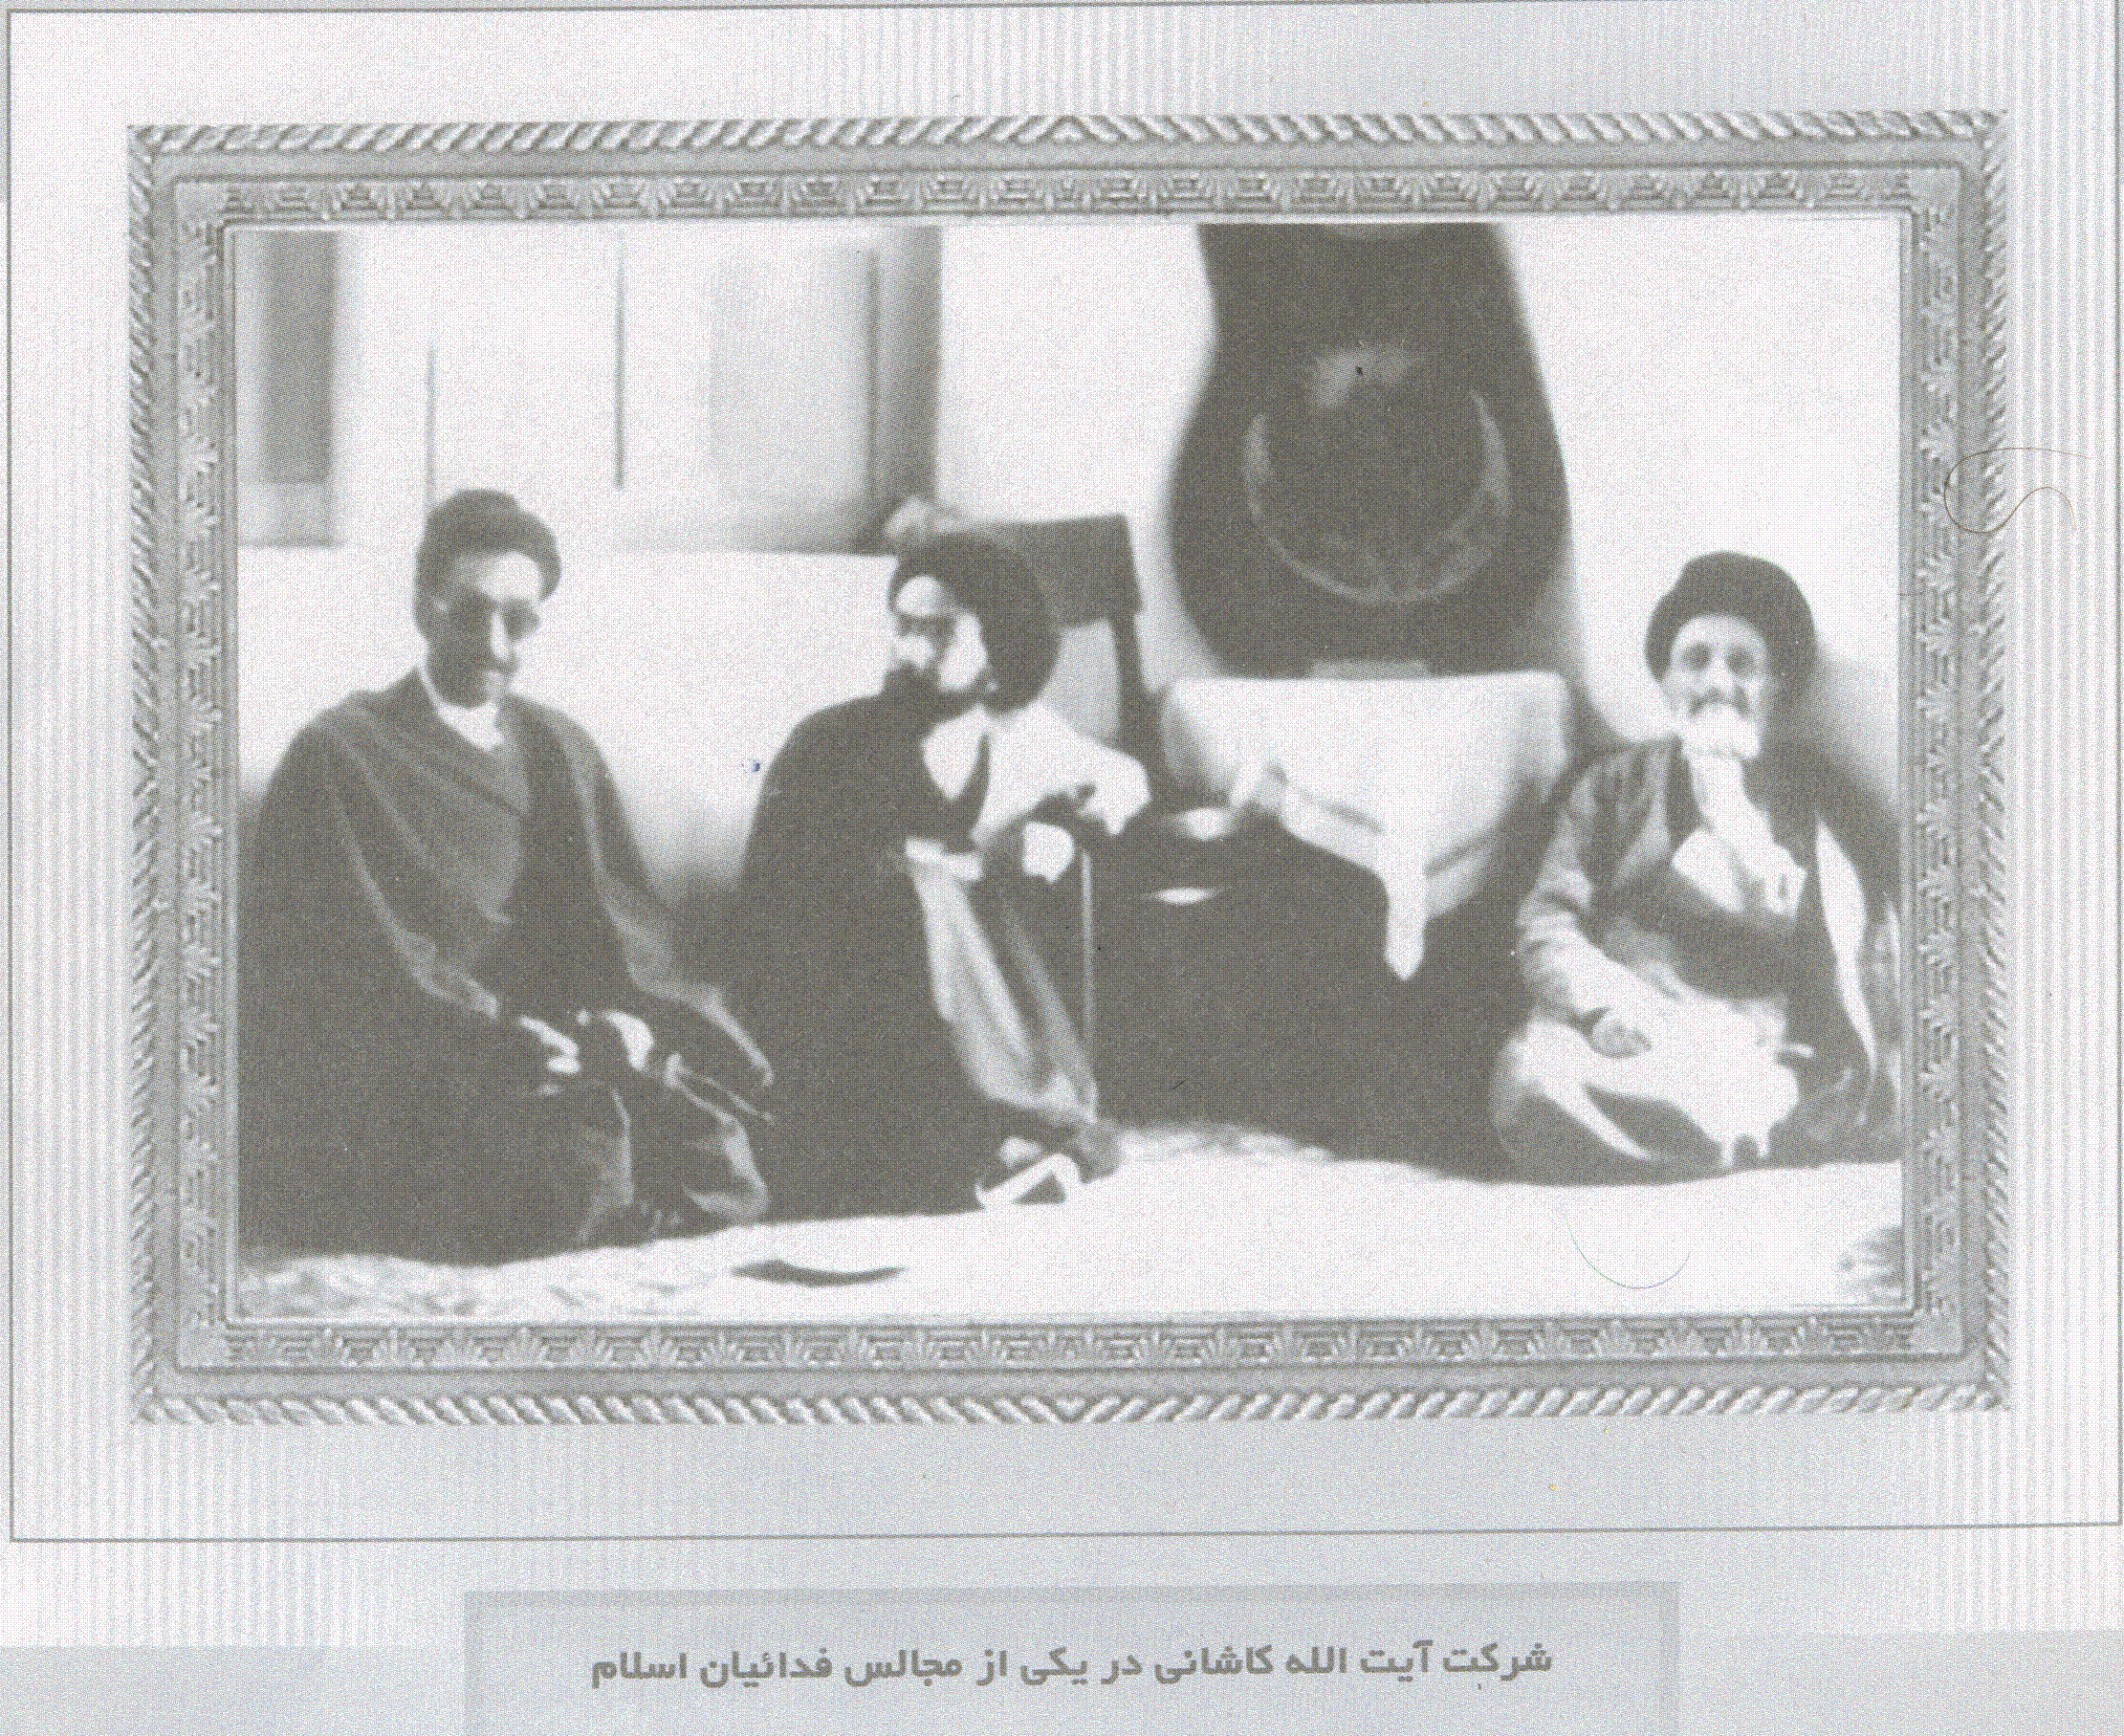 شرکت آیت الله کاشانی در یکی از مجالس فدائیان اسلام